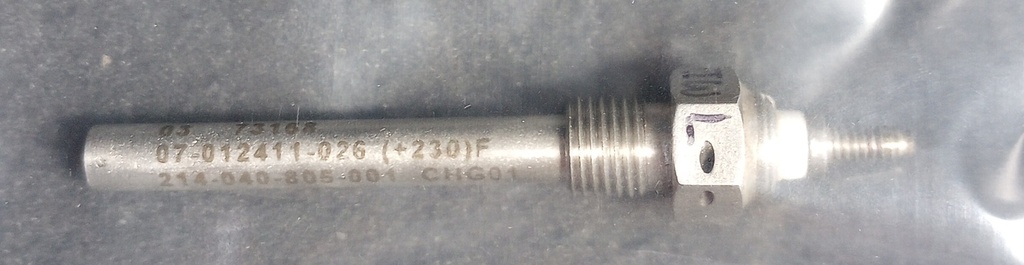 03 73168
07-012411-026 (+230)F
214-040-805-001 CHG01